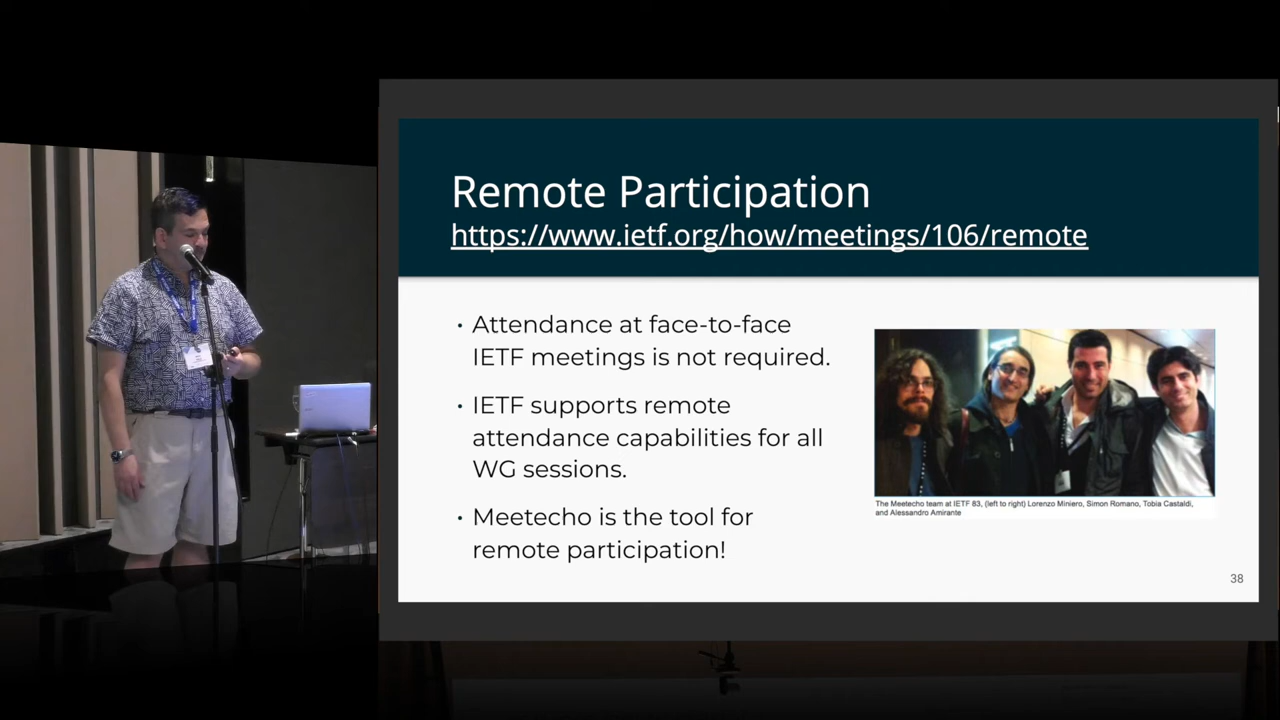 Remote Participation
https://www.ietf.org/how/meetings/106/remote
• Attendance at face-to-face
IETF meetings is not required.
• IETF supports remote
attendance capabilities for all
WG sessions.
• Meetecho is the tool for
remote participation!
The Meetecho team at IETF 83, (left to right) Lorenzo Miniero, Simon Romano, Tobia Castaldi,
and Alessandro Amirante
38